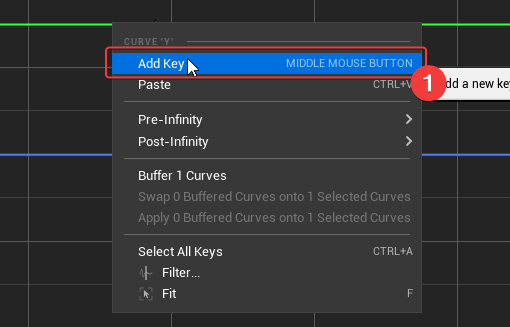 CURVE 'Y'
Add Key MIDDLE MOUSE BUTTON
1
Paste CTRL+V
dd a new key
Pre-Infinity
Post-Infinity
Buffer 1 Curves
Swap 0 Buffered Curves onto 1 Selected Curves
Apply 0 Buffered Curves onto 1 Selected Curves
Select All Keys CTRL+A
Filter...
Fit F